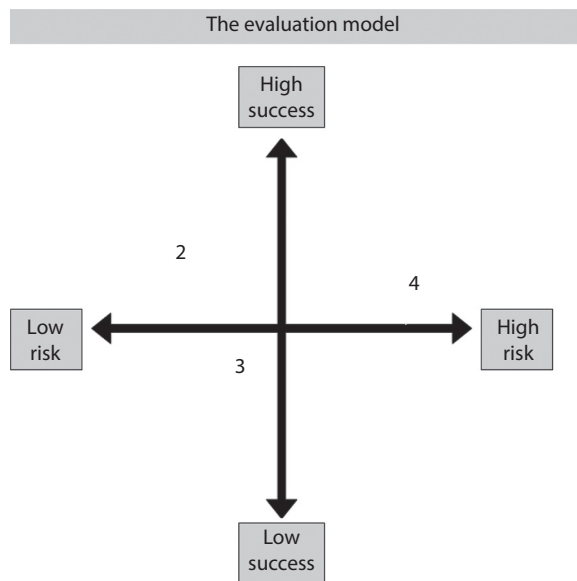 The evaluation model
High
success
2
4
Low
risk
High
risk
3
Low
success